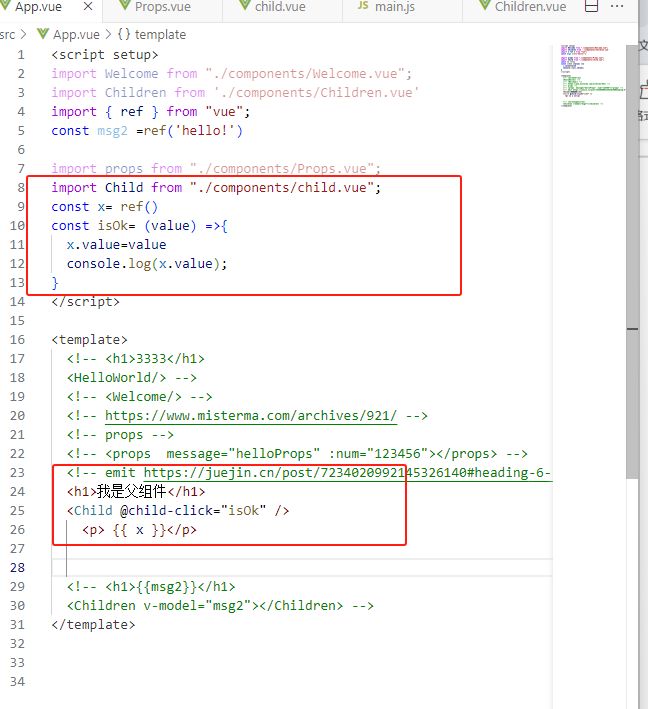 App.vue × Props.vue child.vue JS main.js Children.vue ···
src > App.vue > {} template
1 <script setup>
2 import Welcome from "./components/Welcome.vue";
3 import Children from './components/Children.vue'
4 import { ref } from "vue";
5 const msg2 =ref('hello!')
6
7 import props from "./components/Props.vue";
8 import Child from "./components/child.vue";
9 const x= ref()
10 const isOk= (value) =>{
11 x.value=value
12 console.log(x.value);
13 }
14 </script>
15
16 <template>
17 <!-- <h1>3333</h1>
18 <HelloWorld/> -->
19 <!-- <Welcome/> -->
20 <!-- https://www.misterma.com/archives/921/ -->
21 <!-- props -->
22 <!-- <props  message="helloProps" :num="123456"></props> -->
23 <!-- emit https://juejin.cn/post/7234020992145326140#heading-6-
24 <h1>我是父组件</h1>
25 <Child @child-click="isOk" />
26 <p> {{ x }}</p>
27
28
29 <!-- <h1>{{msg2}}</h1>
30 <Children v-model="msg2"></Children> -->
31 </template>
32
33
34